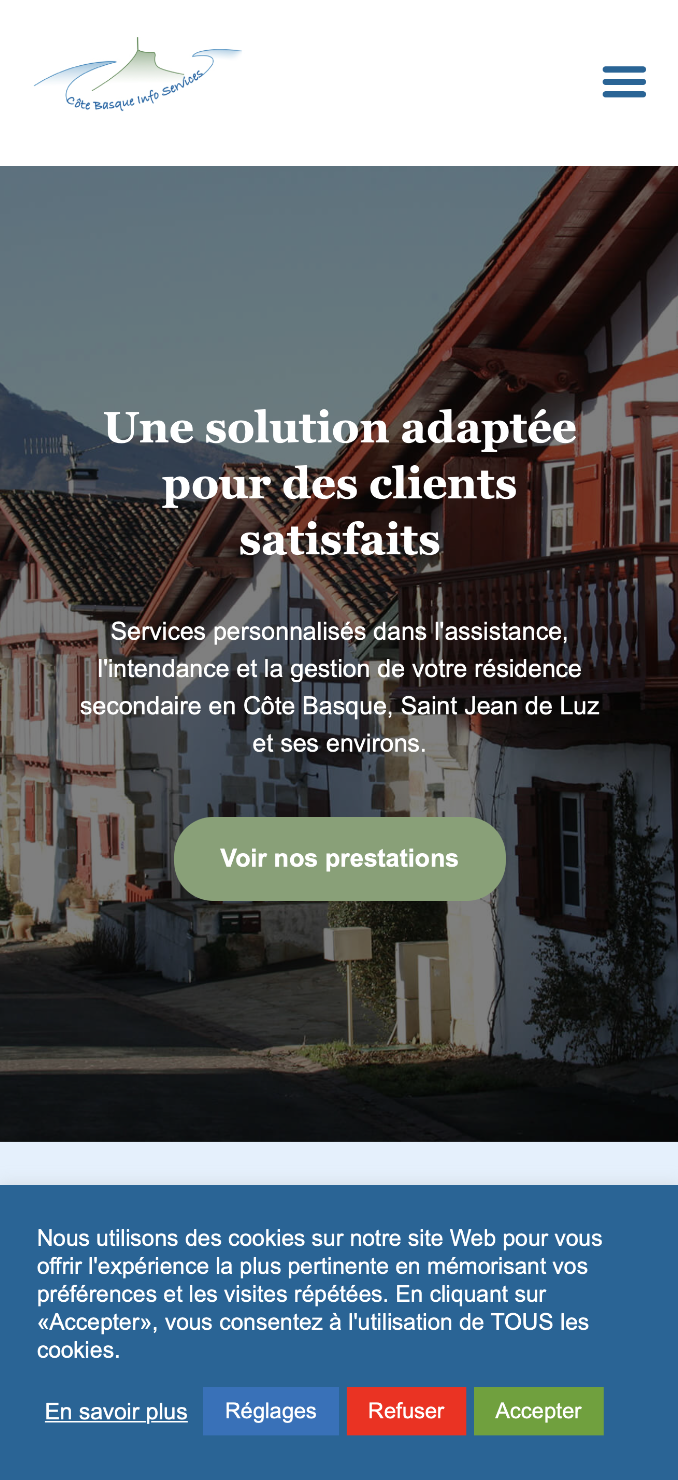 Côte Basque Info Services
Une solution adaptée
pour des clients
satisfaits
Services personnalisés dans l'assistance,
l'intendance et la gestion de votre résidence
secondaire en Côte Basque, Saint Jean de Luz
et ses environs.
Voir nos prestations
Nous utilisons des cookies sur notre site Web pour vous
offrir l'expérience la plus pertinente en mémorisant vos
préférences et les visites répétées. En cliquant sur
«Accepter», vous consentez à l'utilisation de TOUS les
cookies.
En savoir plus Réglages Refuser Accepter